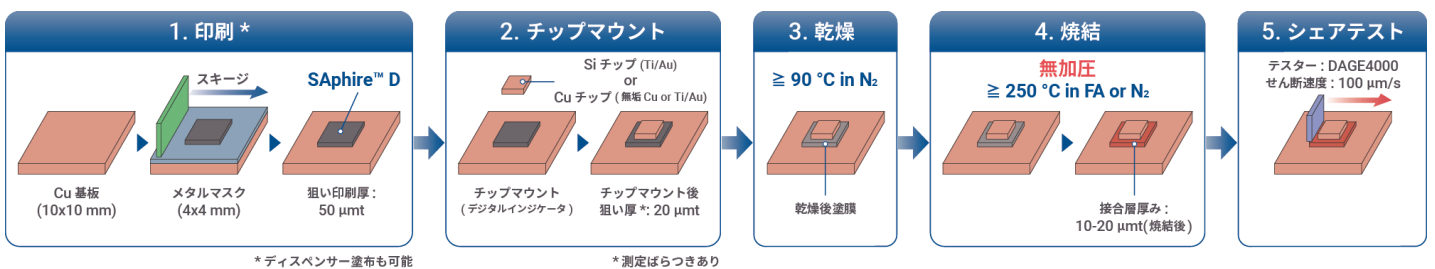 1. 印刷 *
スキージ
SAphire™ D
Cu 基板
(10x10 mm)
メタルマスク
(4x4 mm)
狙い印刷厚 :
50 μmt
* ディスペンサー塗布も可能
2. チップマウント
Si チップ (Ti/Au)
or
Cu チップ ( 無垢 Cu or Ti/Au)
チップマウント
( デジタルインジケータ )
チップマウント後
狙い厚 *: 20 μmt
* 測定ばらつきあり
3. 乾燥
≧ 90 °C in N₂
乾燥後塗膜
4. 焼結
無加圧
≧ 250 °C in FA or N₂
接合層厚み :
10-20 μmt( 焼結後 )
5. シェアテスト
テスター : DAGE4000
せん断速度 : 100 μm/s